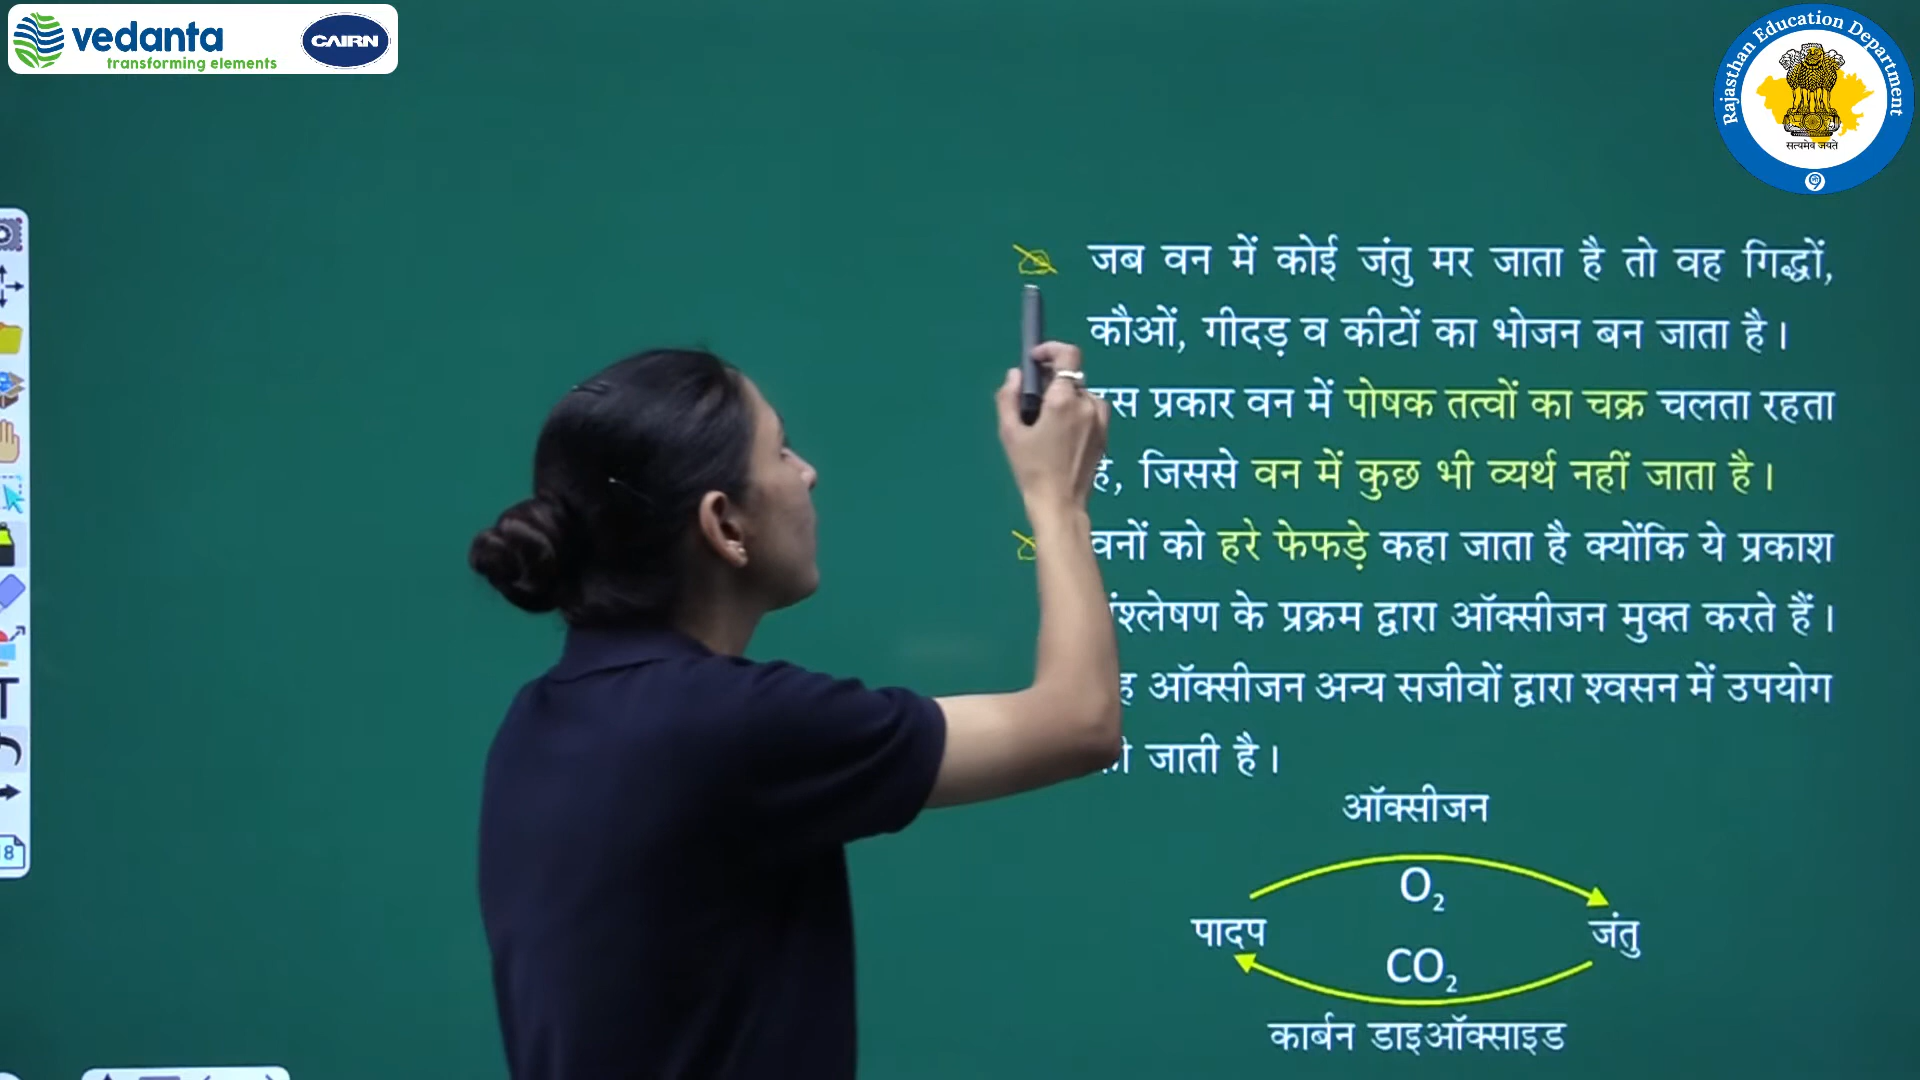 vedanta
transforming elements
CAIRN
Rajasthan Education Department
सत्यमेव जयते
जब वन में कोई जंतु मर जाता है तो वह गिद्धों,
कौओं, गीदड़ व कीटों का भोजन बन जाता है।
प्रकार वन में पोषक तत्वों का चक्र चलता रहता
जिससे वन में कुछ भी व्यर्थ नहीं जाता है।
वनों को हरे फेफड़े कहा जाता है क्योंकि ये प्रकाश
के प्रक्रम द्वारा ऑक्सीजन मुक्त करते हैं।
ऑक्सीजन अन्य सजीवों द्वारा श्वसन में उपयोग
जाती है।
ऑक्सीजन
O₂
पादप
जंतु
CO₂
कार्बन डाइऑक्साइड
T